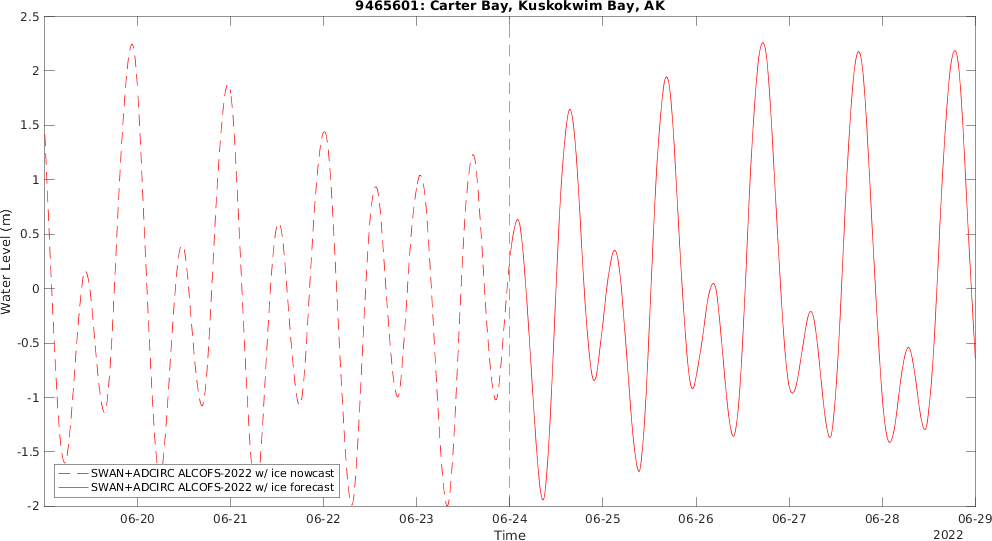 9465601: Carter Bay, Kuskokwim Bay, AK
2.5
2
1.5
1
0.5
0
-0.5
-1
-1.5
-2
Water Level (m)
SWAN+ADCIRC ALCOFS-2022 w/ ice nowcast
SWAN+ADCIRC ALCOFS-2022 w/ ice forecast
06-20 06-21 06-22 06-23 06-24 06-25 06-26 06-27 06-28 06-29
Time
2022